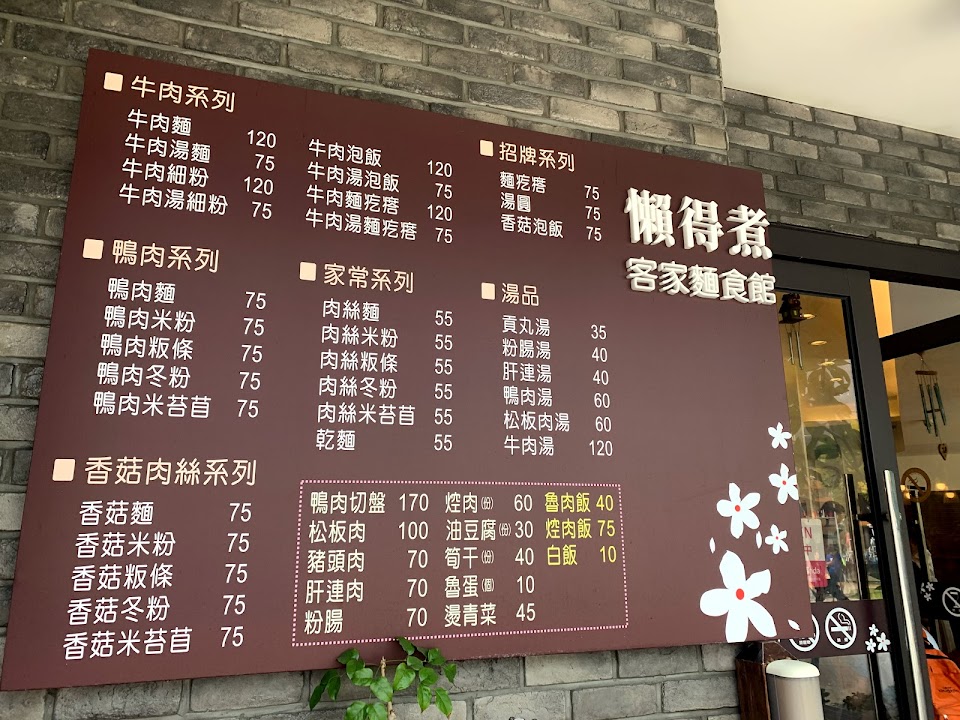 牛肉系列
牛肉麵 120
牛肉湯麵 75
牛肉細粉 120
牛肉湯細粉 75
牛肉泡飯 120
牛肉湯泡飯 75
牛肉麵疙瘩 120
牛肉湯麵疙瘩 75
招牌系列
麵疙瘩 75
湯圓 75
香菇泡飯 75
懶得煮
客家麵食館
鴨肉系列
鴨肉麵 75
鴨肉米粉 75
鴨肉粄條 75
鴨肉冬粉 75
鴨肉米苔苜 75
家常系列
肉絲麵 55
肉絲米粉 55
肉絲粄條 55
肉絲冬粉 55
肉絲米苔苜 55
乾麵 55
湯品
貢丸湯 35
粉腸湯 40
肝連湯 40
鴨肉湯 60
松板肉湯 60
牛肉湯 120
香菇肉絲系列
香菇麵 75
香菇米粉 75
香菇粄條 75
香菇冬粉 75
香菇米苔苜 75
鴨肉切盤 170
松板肉 100
豬頭肉 70
肝連肉 70
粉腸 70
焢肉(份) 60
油豆腐(份) 30
筍干(份) 40
魯蛋(個) 10
燙青菜 45
魯肉飯 40
焢肉飯 75
白飯 10